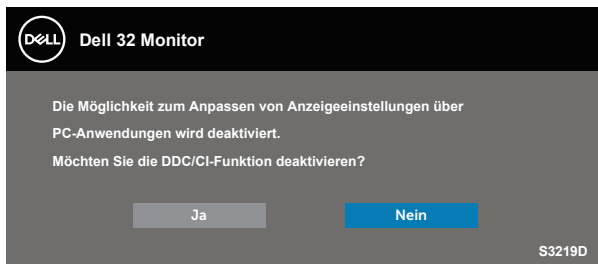 DELL
Dell 32 Monitor
Die Möglichkeit zum Anpassen von Anzeigeeinstellungen über
PC-Anwendungen wird deaktiviert.
Möchten Sie die DDC/CI-Funktion deaktivieren?
Ja Nein
S3219D